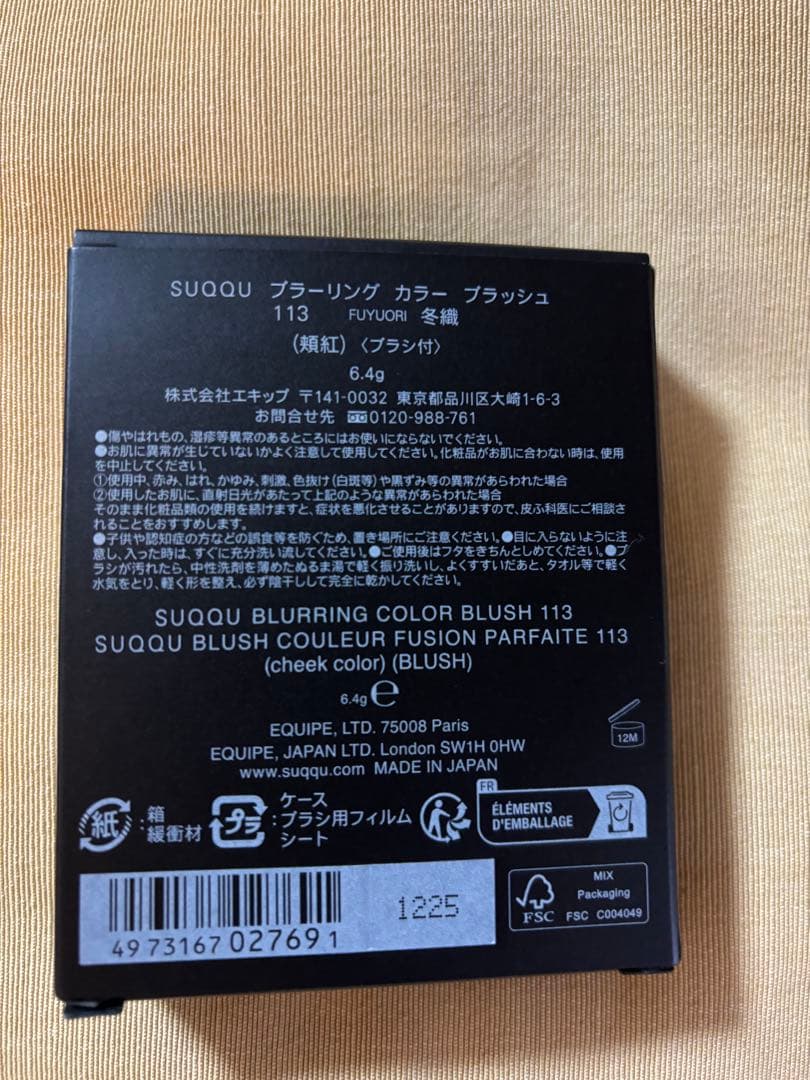 SUQQU ブラーリング カラー ブラッシュ
113 FUYUORI 冬織
(頬紅)〈ブラシ付〉
6.4g
株式会社エキップ 〒141-0032 東京都品川区大崎1-6-3
お問合せ先 0120-988-761
●傷やはれもの、湿疹等異常のあるところにはお使いにならないでください。
●お肌に異常が生じていないかよく注意して使用してください。化粧品がお肌に合わない時は、使用
を中止してください。
①使用中、赤み、はれ、かゆみ、刺激、色抜け(白斑等)や黒ずみ等の異常があらわれた場合
②使用したお肌に、直射日光があたって上記のような異常があらわれた場合
そのまま化粧品類の使用を続けますと、症状を悪化させることがありますので、皮ふ科医にご相談さ
れることをおすすめします。
●子供や認知症の方などの誤食等を防ぐため、置き場所にご注意ください。●目に入らないように注
意し、入った時は、すぐに充分洗い流してください。●ご使用後はフタをきちんとしめてください。●ブ
ラシが汚れたら、中性洗剤を薄めたぬるま湯で軽く振り洗いし、よくすすいだあと、タオル等で軽く
水気をとり、軽く形を整え、必ず陰干しして完全に乾かしてください。
SUQQU BLURRING COLOR BLUSH 113
SUQQU BLUSH COULEUR FUSION PARFAITE 113
(cheek color) (BLUSH)
6.4g ℮
EQUIPE, LTD. 75008 Paris
EQUIPE, JAPAN LTD. London SW1H 0HW
www.suqqu.com MADE IN JAPAN
12M
紙 : 箱
緩衝材
プラ : ケース
ブラシ用フィルム
シート
FR
ÉLÉMENTS
D'EMBALLAGE
4973167027691
1225
FSC
MIX
Packaging
FSC C004049